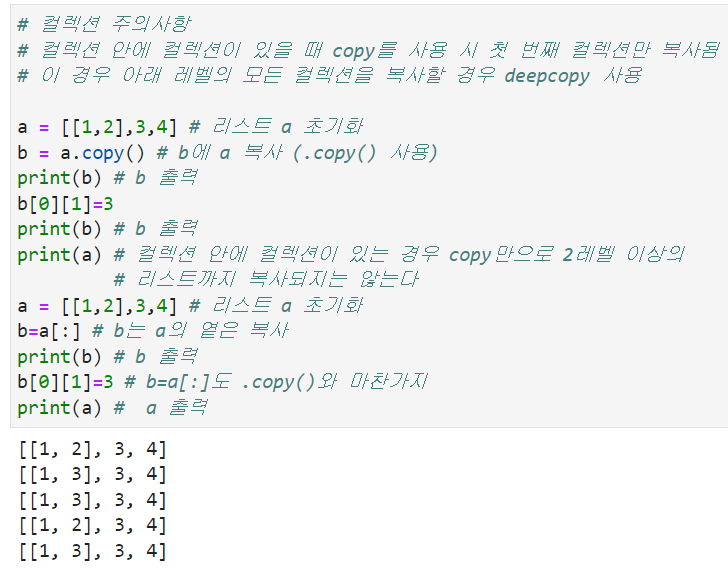 # 컬렉션 주의사항
# 컬렉션 안에 컬렉션이 있을 때 copy를 사용 시 첫 번째 컬렉션만 복사됨
# 이 경우 아래 레벨의 모든 컬렉션을 복사할 경우 deepcopy 사용
a = [[1,2],3,4] # 리스트 a 초기화
b = a.copy() # b에 a 복사 (.copy() 사용)
print(b) # b 출력
b[0][1]=3
print(b) # b 출력
print(a) # 컬렉션 안에 컬렉션이 있는 경우 copy만으로 2레벨 이상의
# 리스트까지 복사되지는 않는다
a = [[1,2],3,4] # 리스트 a 초기화
b=a[:] # b는 a의 옅은 복사
print(b) # b 출력
b[0][1]=3 # b=a[:]도 .copy()와 마찬가지
print(a) #  a 출력
[[1, 2], 3, 4]
[[1, 3], 3, 4]
[[1, 3], 3, 4]
[[1, 2], 3, 4]
[[1, 3], 3, 4]